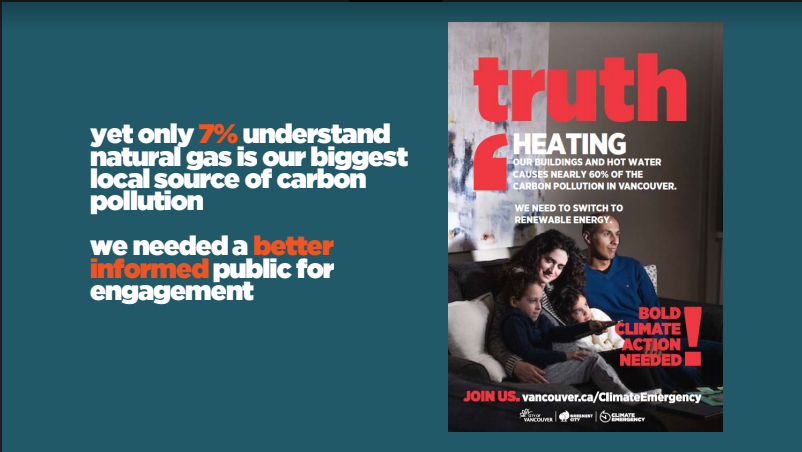 yet only 7% understand
natural gas is our biggest
local source of carbon
pollution
we needed a better
informed public for
engagement
truth
HEATING
OUR BUILDINGS AND HOT WATER
CAUSES NEARLY 60% OF THE
CARBON POLLUTION IN VANCOUVER.
WE NEED TO SWITCH TO
RENEWABLE ENERGY.
BOLD
CLIMATE
ACTION
NEEDED!
JOIN US. vancouver.ca/ClimateEmergency
CITY OF
VANCOUVER
GREENEST
CITY
CLIMATE
EMERGENCY